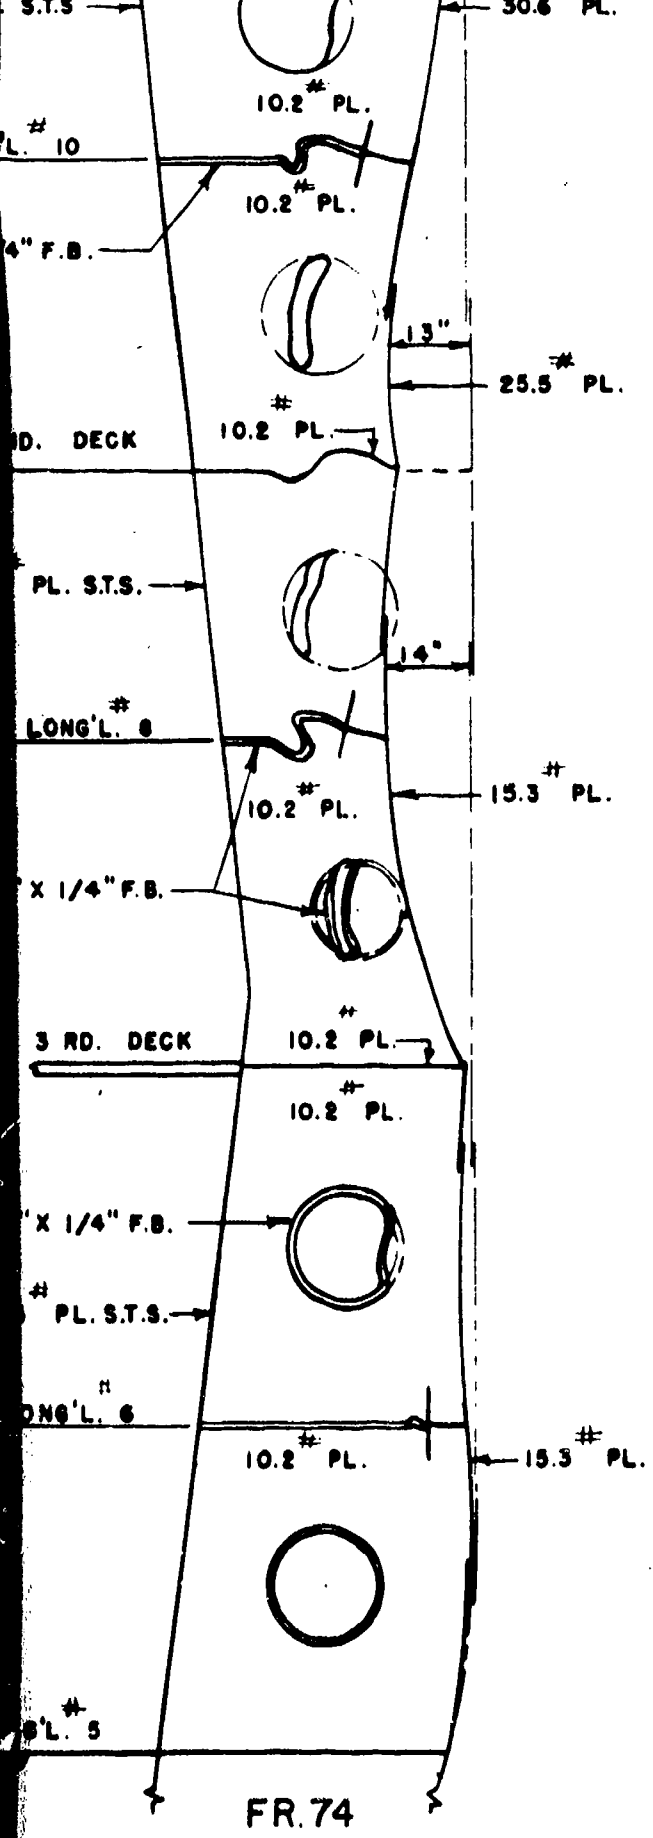 S.T.S
30.6 PL.
10.2 # PL.
L. # 10
10.2 # PL.
4" F.B.
13"
25.5 # PL.
10.2 # PL.
D. DECK
PL. S.T.S.
14"
LONG'L. # 8
10.2 # PL.
15.3 # PL.
X 1/4" F.B.
3 RD. DECK
10.2 # PL.
10.2 # PL.
X 1/4" F.B.
# PL. S.T.S.
ONG'L. # 6
10.2 # PL.
15.3 # PL.
G'L. # 5
FR. 74